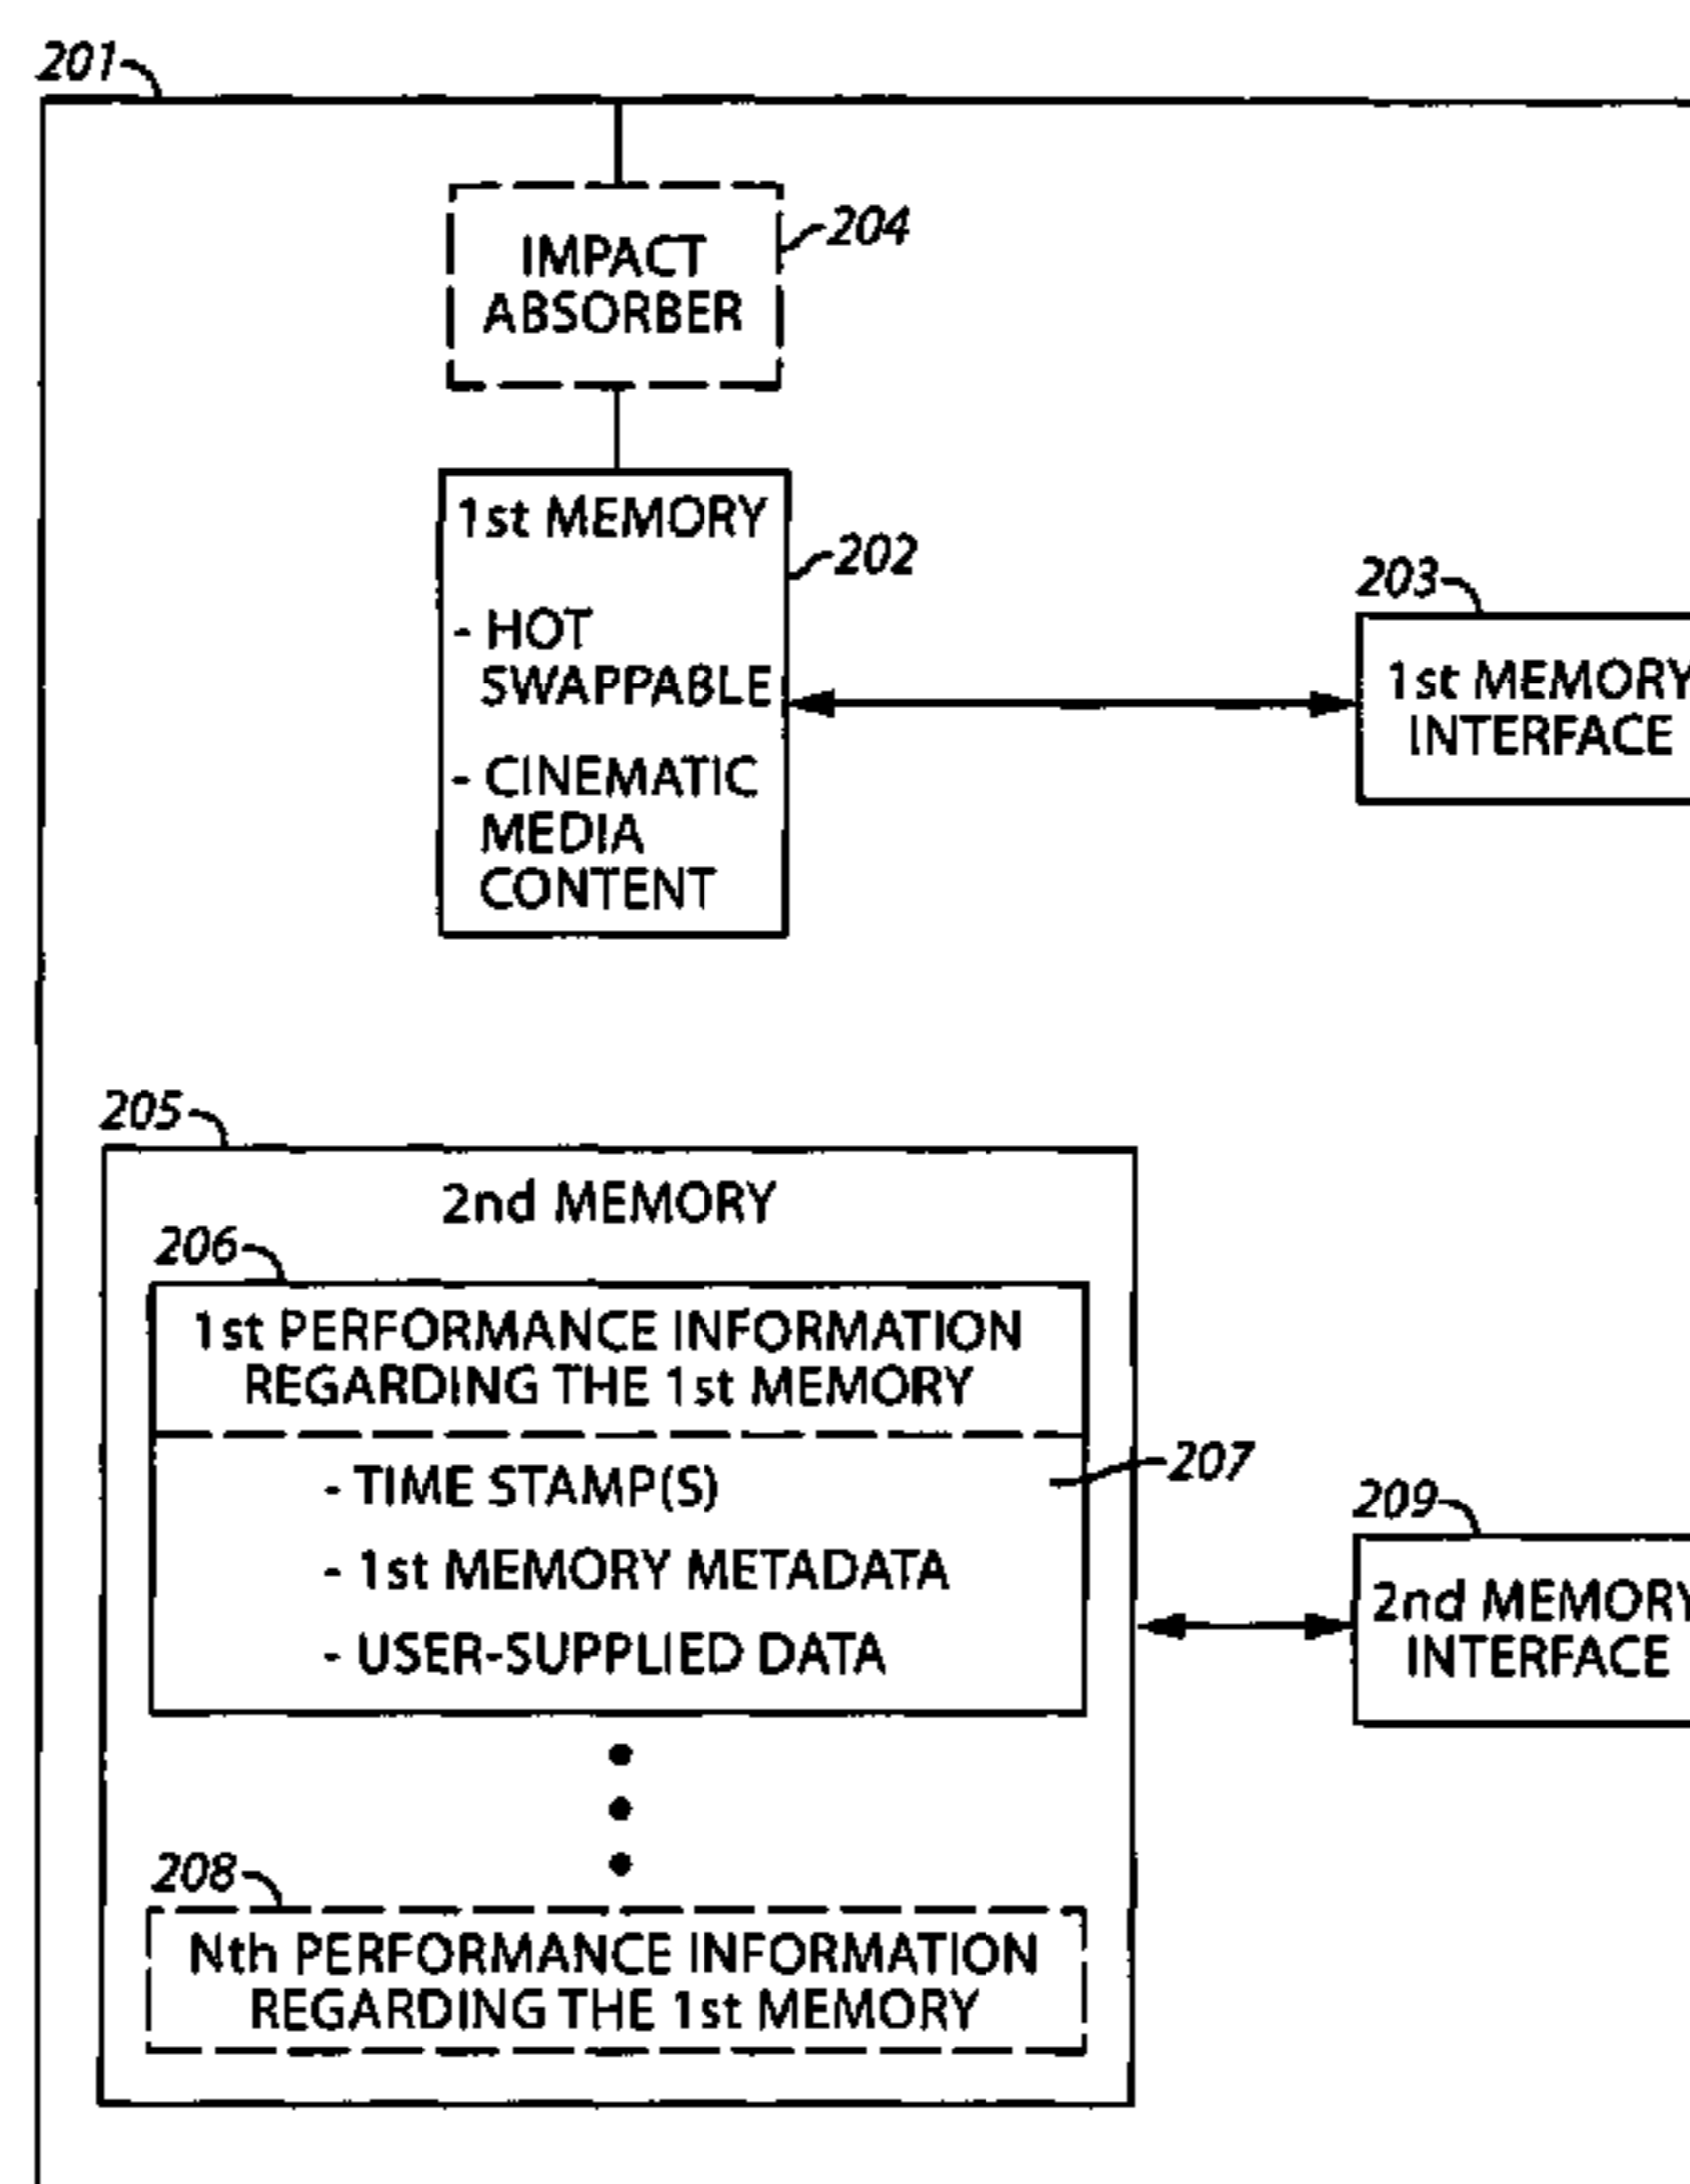 201
IMPACT
ABSORBER
204
1st MEMORY
- HOT
SWAPPABLE
- CINEMATIC
MEDIA
CONTENT
202
203
1st MEMORY
INTERFACE
205
2nd MEMORY
206
1st PERFORMANCE INFORMATION
REGARDING THE 1st MEMORY
- TIME STAMP(S)
- 1st MEMORY METADATA
- USER-SUPPLIED DATA
207
209
2nd MEMORY
INTERFACE
208
Nth PERFORMANCE INFORMATION
REGARDING THE 1st MEMORY